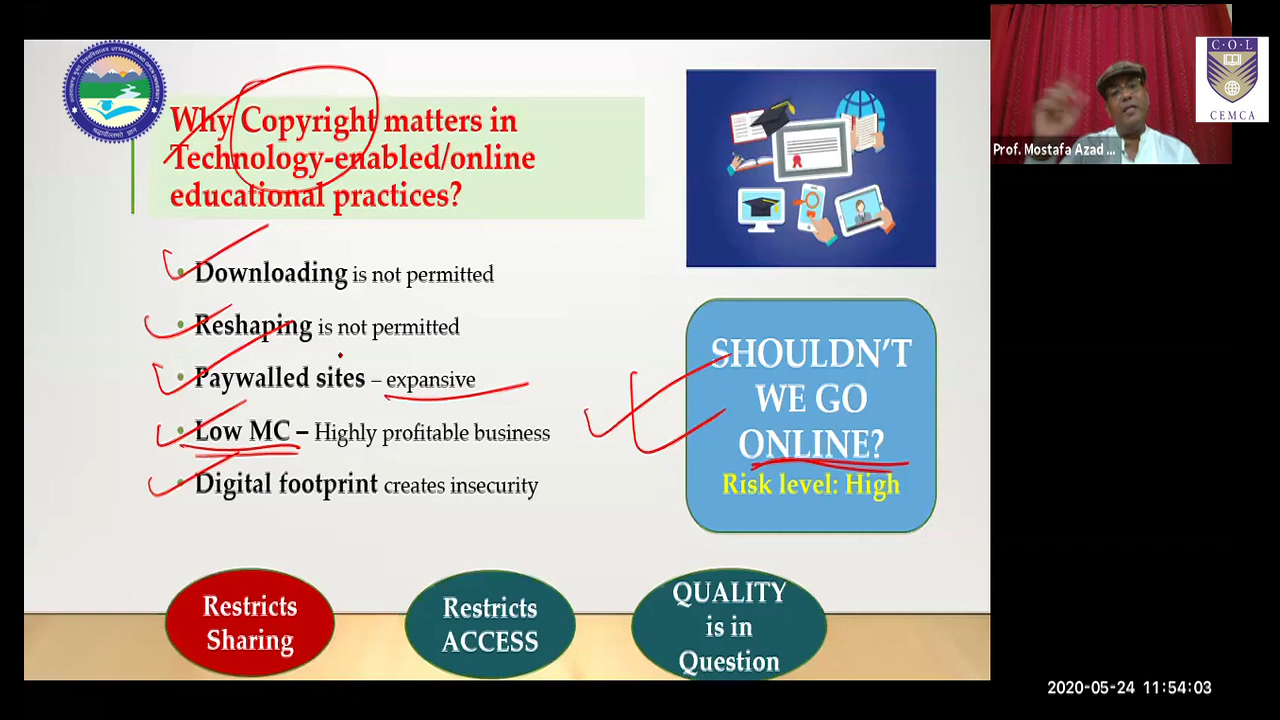 Why Copyright matters in
Technology-enabled/online
educational practices?
• Downloading is not permitted
• Reshaping is not permitted
• Paywalled sites – expansive
• Low MC – Highly profitable business
• Digital footprint creates insecurity
SHOULDN'T
WE GO
ONLINE?
Risk level: High
Restricts
Sharing
Restricts
ACCESS
QUALITY
is in
Question
Prof. Mostafa Azad ...
C·O·L
CEMCA
2020-05-24 11:54:03